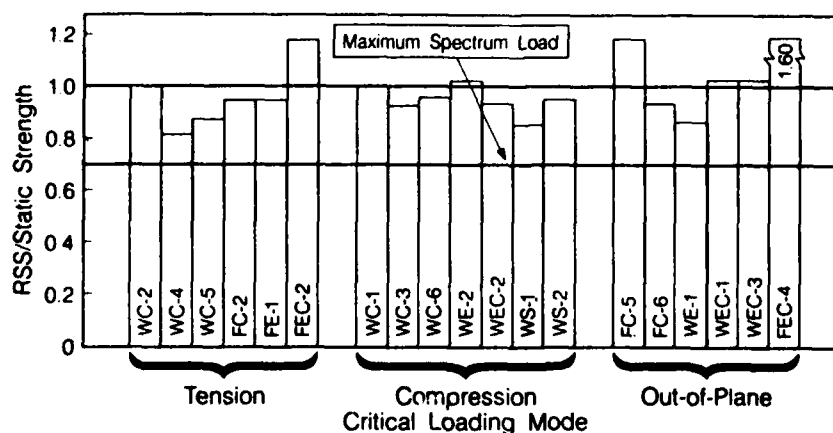 1.2
1.0
0.8
0.6
0 4
0.2
0
RSS/Static Strength
Maximum Spectrum Load
WC-2
WC-4
WC-5
FC-2
FE-1
FEC-2
WC-1
WC-3
WC-6
WE-2
WEC-2
WS-1
WS-2
FC-5
FC-6
WE-1
WEC-1
WEC-3
FEC-4
1.60
Tension
Compression
Out-of-Plane
Critical Loading Mode